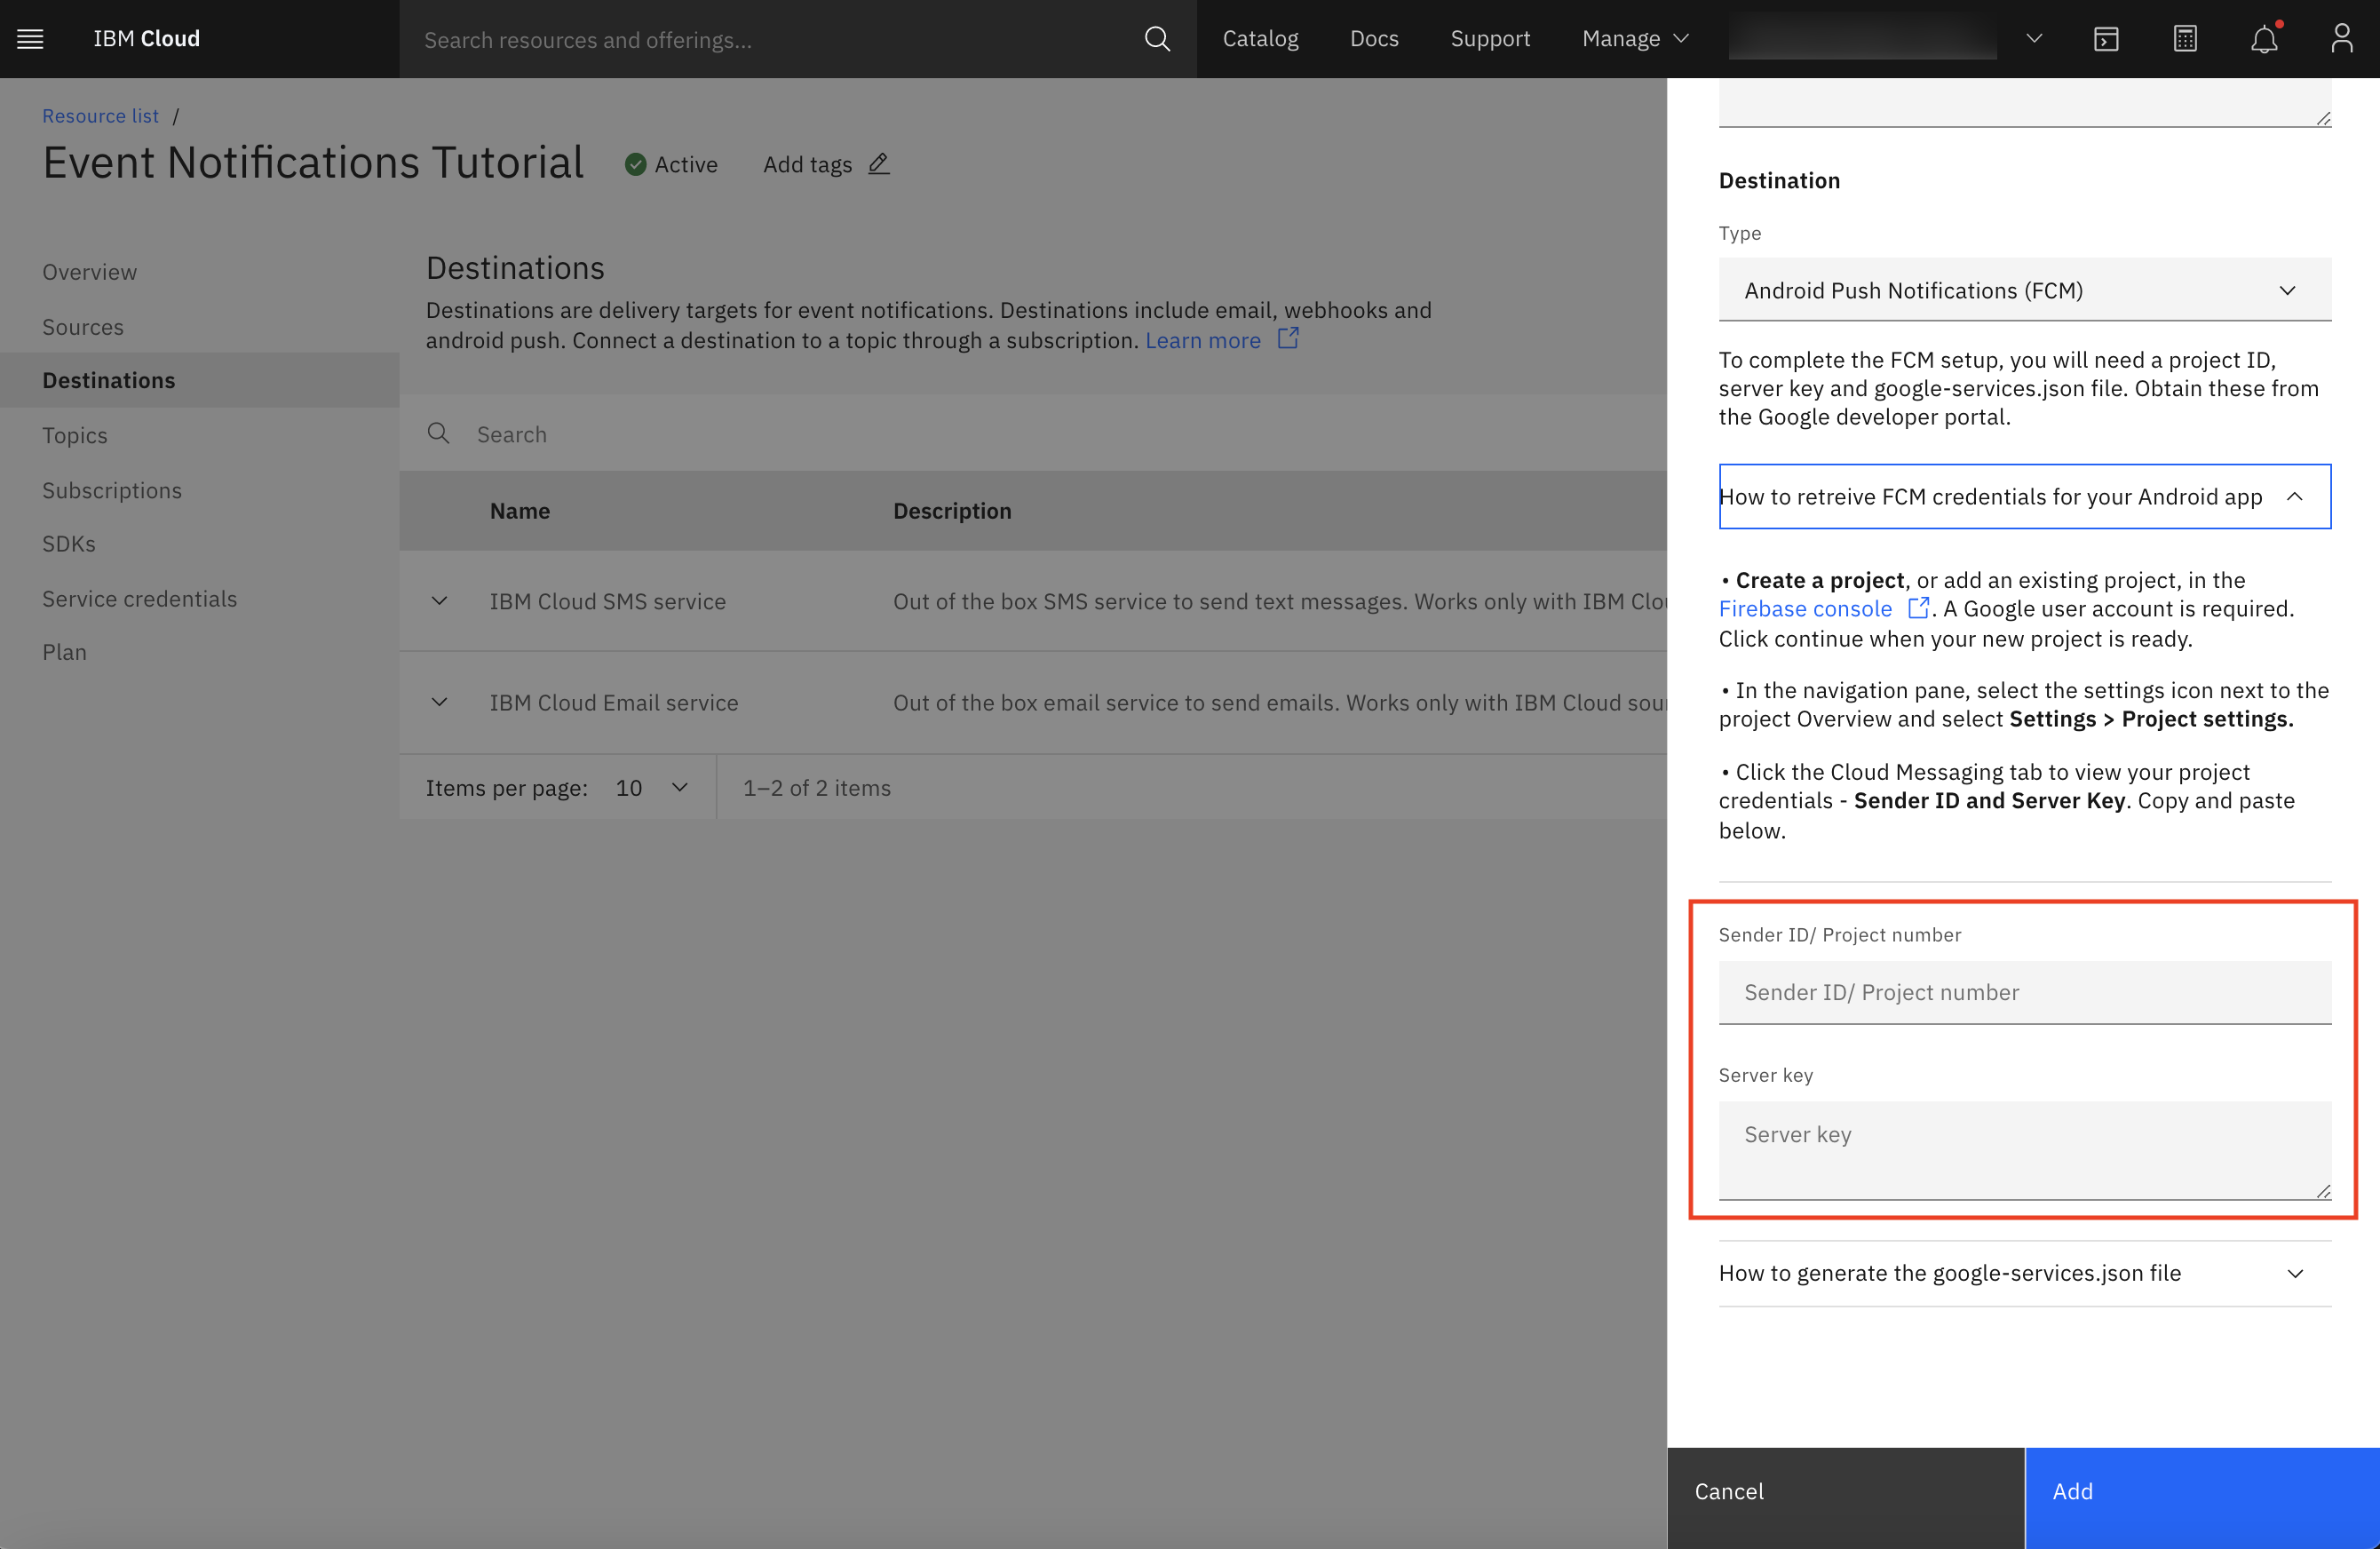 IBM Cloud
Search resources and offerings...
Catalog
Docs
Support
Manage
Resource list /
Event Notifications Tutorial
Active
Add tags
Overview
Sources
Destinations
Topics
Subscriptions
SDKs
Service credentials
Plan
Destinations
Destinations are delivery targets for event notifications. Destinations include email, webhooks and
android push. Connect a destination to a topic through a subscription. Learn more
Search
Name
Description
IBM Cloud SMS service
Out of the box SMS service to send text messages. Works only with IBM Clou
IBM Cloud Email service
Out of the box email service to send emails. Works only with IBM Cloud sour
Items per page: 10
1–2 of 2 items
Destination
Type
Android Push Notifications (FCM)
To complete the FCM setup, you will need a project ID,
server key and google-services.json file. Obtain these from
the Google developer portal.
How to retreive FCM credentials for your Android app
• Create a project, or add an existing project, in the
Firebase console . A Google user account is required.
Click continue when your new project is ready.
• In the navigation pane, select the settings icon next to the
project Overview and select Settings > Project settings.
• Click the Cloud Messaging tab to view your project
credentials - Sender ID and Server Key. Copy and paste
below.
Sender ID/ Project number
Sender ID/ Project number
Server key
Server key
How to generate the google-services.json file
Cancel
Add